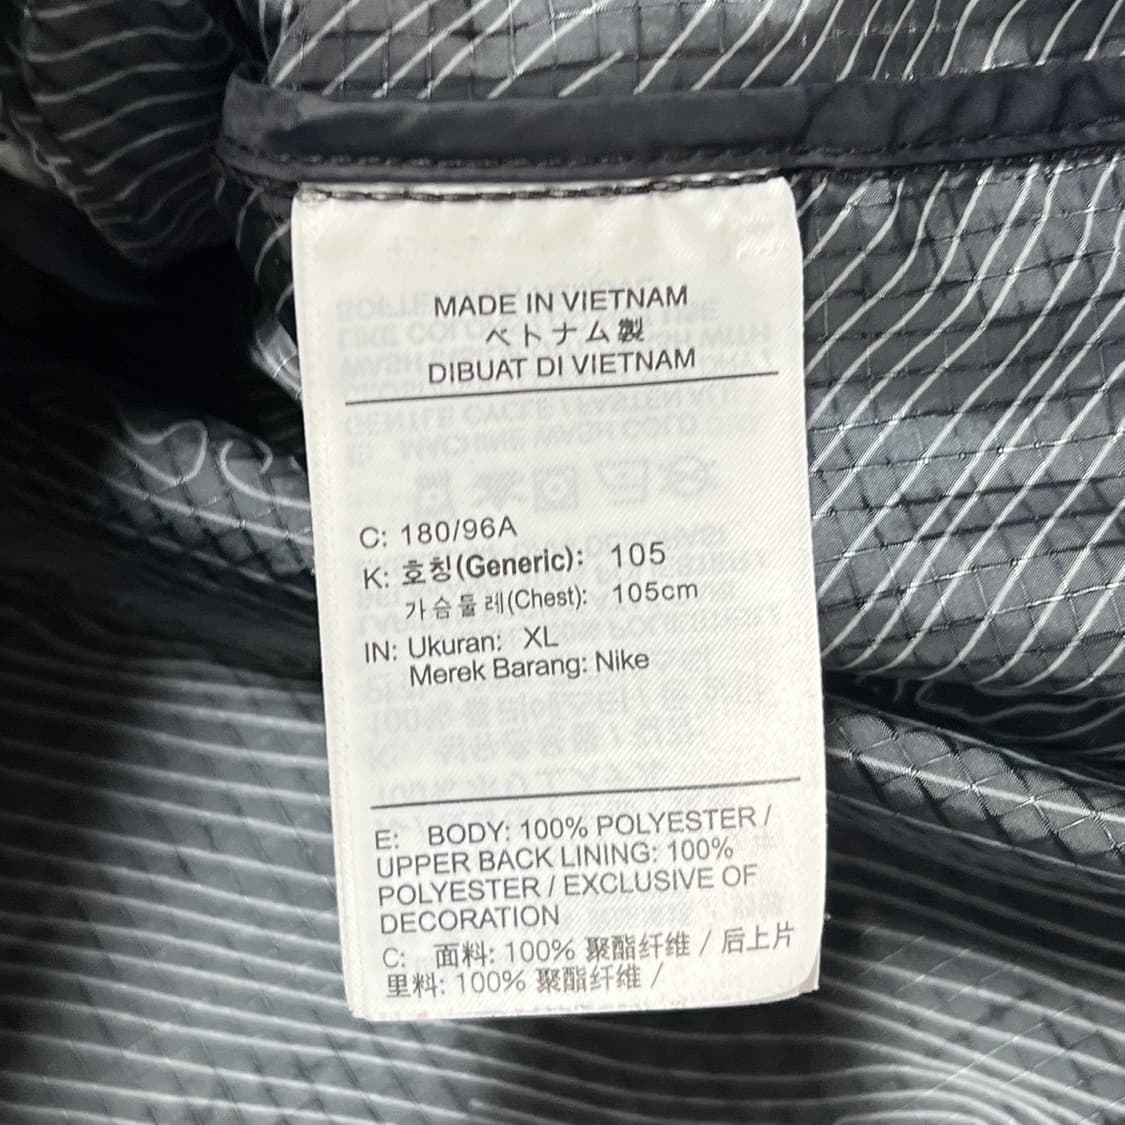 MADE IN VIETNAM
ベトナム製
DIBUAT DI VIETNAM
C: 180/96A
K: 호칭(Generic): 105
가슴둘레(Chest): 105cm
IN: Ukuran: XL
Merek Barang: Nike
E: BODY: 100% POLYESTER /
UPPER BACK LINING: 100%
POLYESTER / EXCLUSIVE OF
DECORATION
C: 面料: 100% 聚酯纤维 / 后上片
里料: 100% 聚酯纤维 /